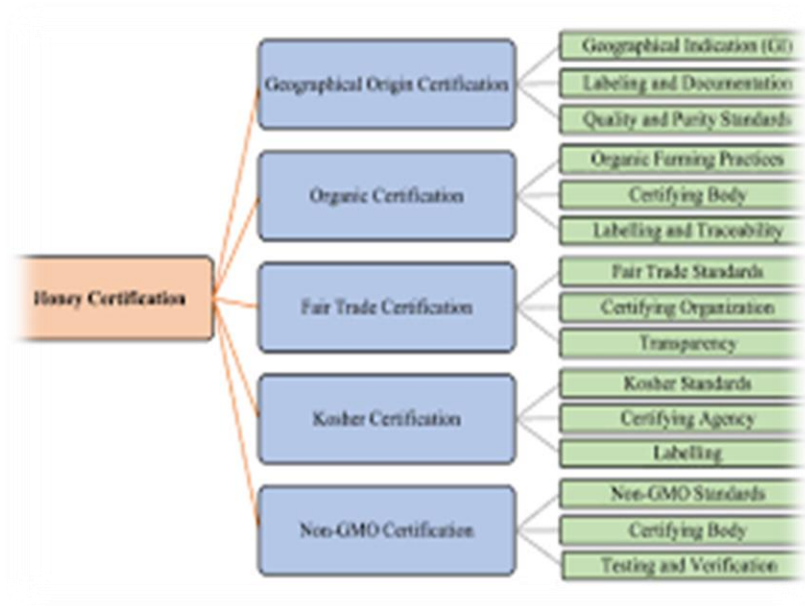 Honey Certification
Geographical Origin Certification
Geographical Indication (GI)
Labeling and Documentation
Quality and Purity Standards
Organic Certification
Organic Farming Practices
Certifying Body
Labelling and Traceability
Fair Trade Certification
Fair Trade Standards
Certifying Organization
Transparency
Kosher Certification
Kosher Standards
Certifying Agency
Labelling
Non-GMO Certification
Non-GMO Standards
Certifying Body
Testing and Verification